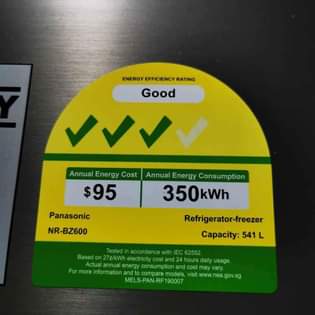 Y
ENERGY EFFICIENCY RATING
Good
Annual Energy Cost Annual Energy Consumption
$95 350kWh
Panasonic Refrigerator-freezer
NR-BZ600 Capacity: 541 L
Tested in accordance with IEC 62552.
Based on 27¢/kWh electricity cost and 24 hours daily usage.
Actual annual energy consumption and cost may vary.
For more information and to compare models, visit www.nea.gov.sg
MELS-PAN-RF190007